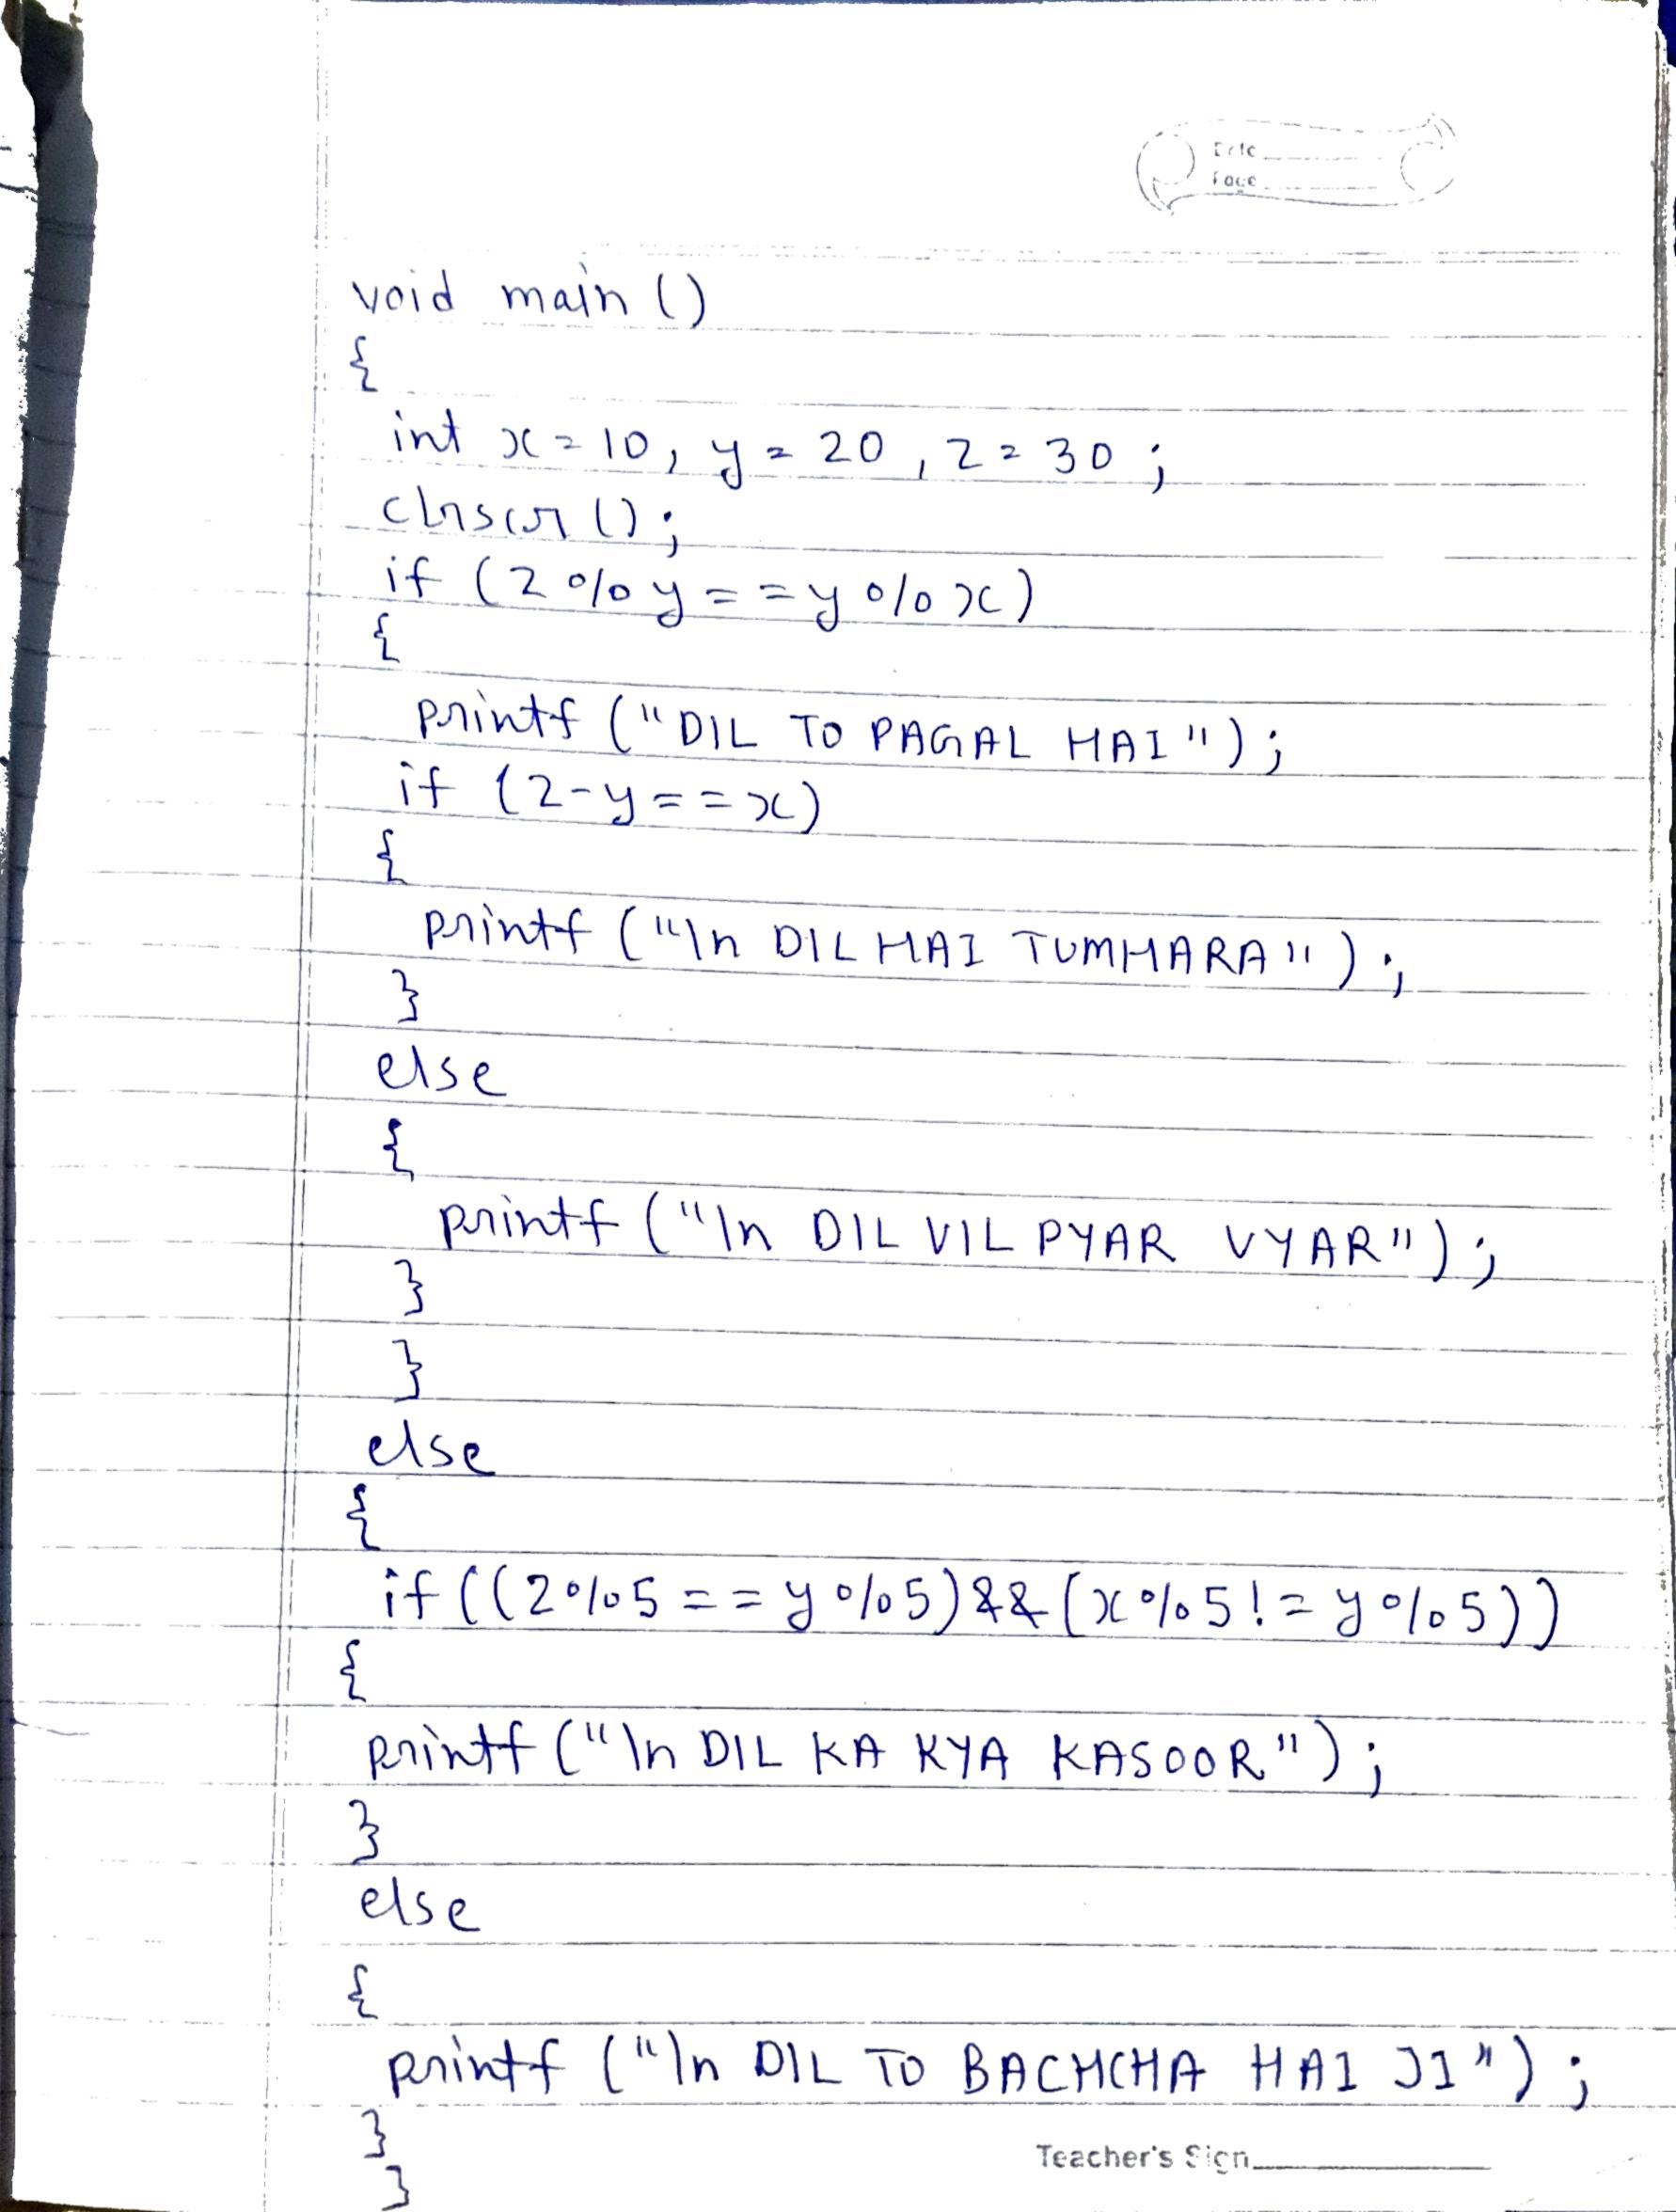 Date
Page
void main ()
{
int x = 10, y = 20, z = 30 ;
clrscr ();
if (z % y == y % x)
{
printf ("DIL TO PAGAL HAI");
if (z-y == x)
{
printf ("\n DIL HAI TUMHARA");
}
else
{
printf ("\n DIL VIL PYAR VYAR");
}
}
else
{
if ((z%5 == y%5) && (x%5 != y%5))
{
printf ("\n DIL KA KYA KASOOR");
}
else
{
printf ("\n DIL TO BACHCHA HAI JI");
}
}
Teacher's Sign